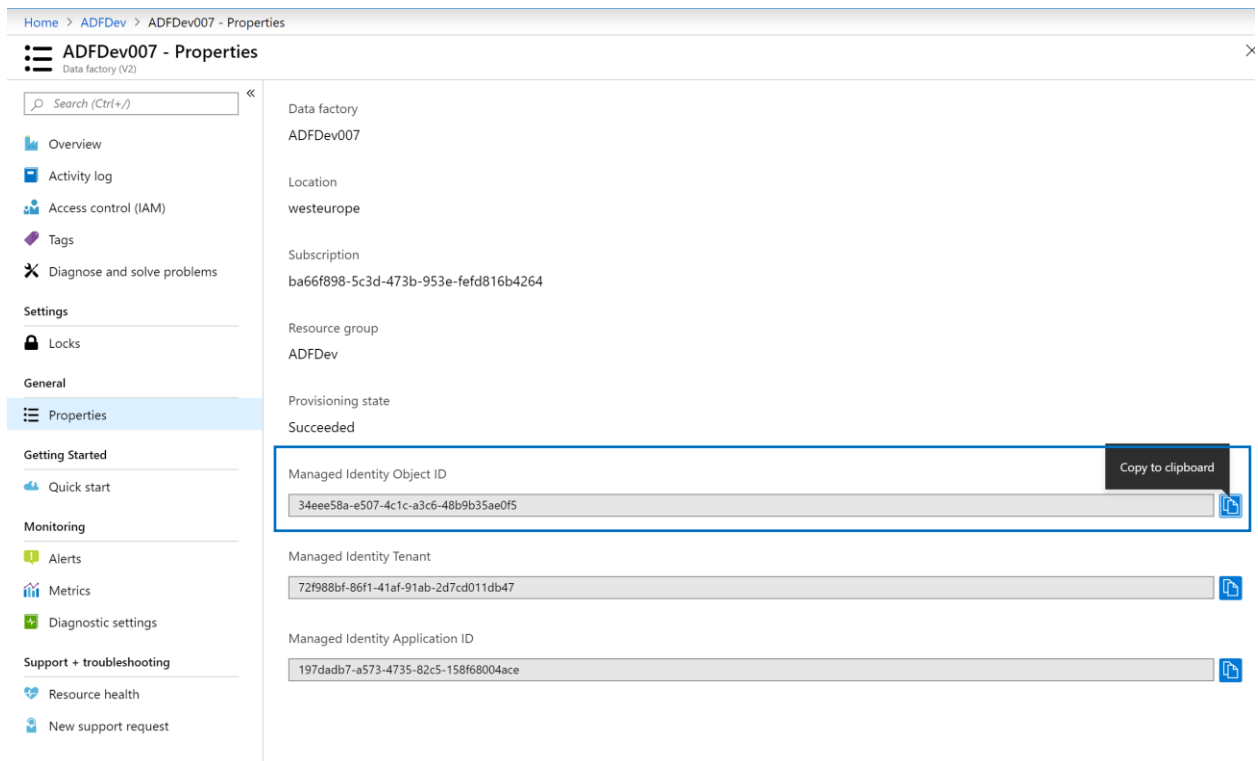 Home > ADFDev > ADFDev007 - Properties
ADFDev007 - Properties
Data factory (V2)
Search (Ctrl+/)
«
Overview
Activity log
Access control (IAM)
Tags
Diagnose and solve problems
Settings
Locks
General
Properties
Getting Started
Quick start
Monitoring
Alerts
Metrics
Diagnostic settings
Support + troubleshooting
Resource health
New support request
Data factory
ADFDev007
Location
westeurope
Subscription
ba66f898-5c3d-473b-953e-fefd816b4264
Resource group
ADFDev
Provisioning state
Succeeded
Managed Identity Object ID
Copy to clipboard
34eee58a-e507-4c1c-a3c6-48b9b35ae0f5
Managed Identity Tenant
72f988bf-86f1-41af-91ab-2d7cd011db47
Managed Identity Application ID
197dadb7-a573-4735-82c5-158f68004ace